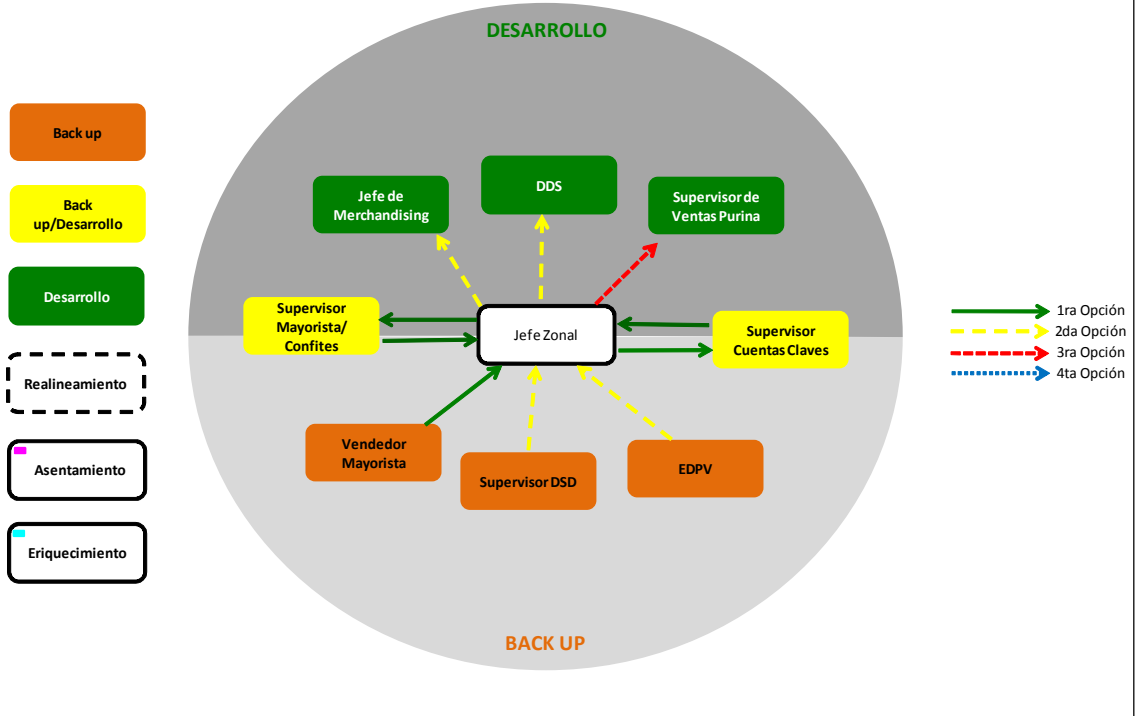 DESARROLLO
Back up
Back
up/Desarrollo
Desarrollo
Realineamiento
Asentamiento
Eriquecimiento
Jefe de
Merchandising
DDS
Supervisor de
Ventas Purina
Supervisor
Mayorista/
Confites
Jefe Zonal
Supervisor
Cuentas Claves
Vendedor
Mayorista
Supervisor DSD
EDPV
BACK UP
1ra Opción
2da Opción
3ra Opción
4ta Opción